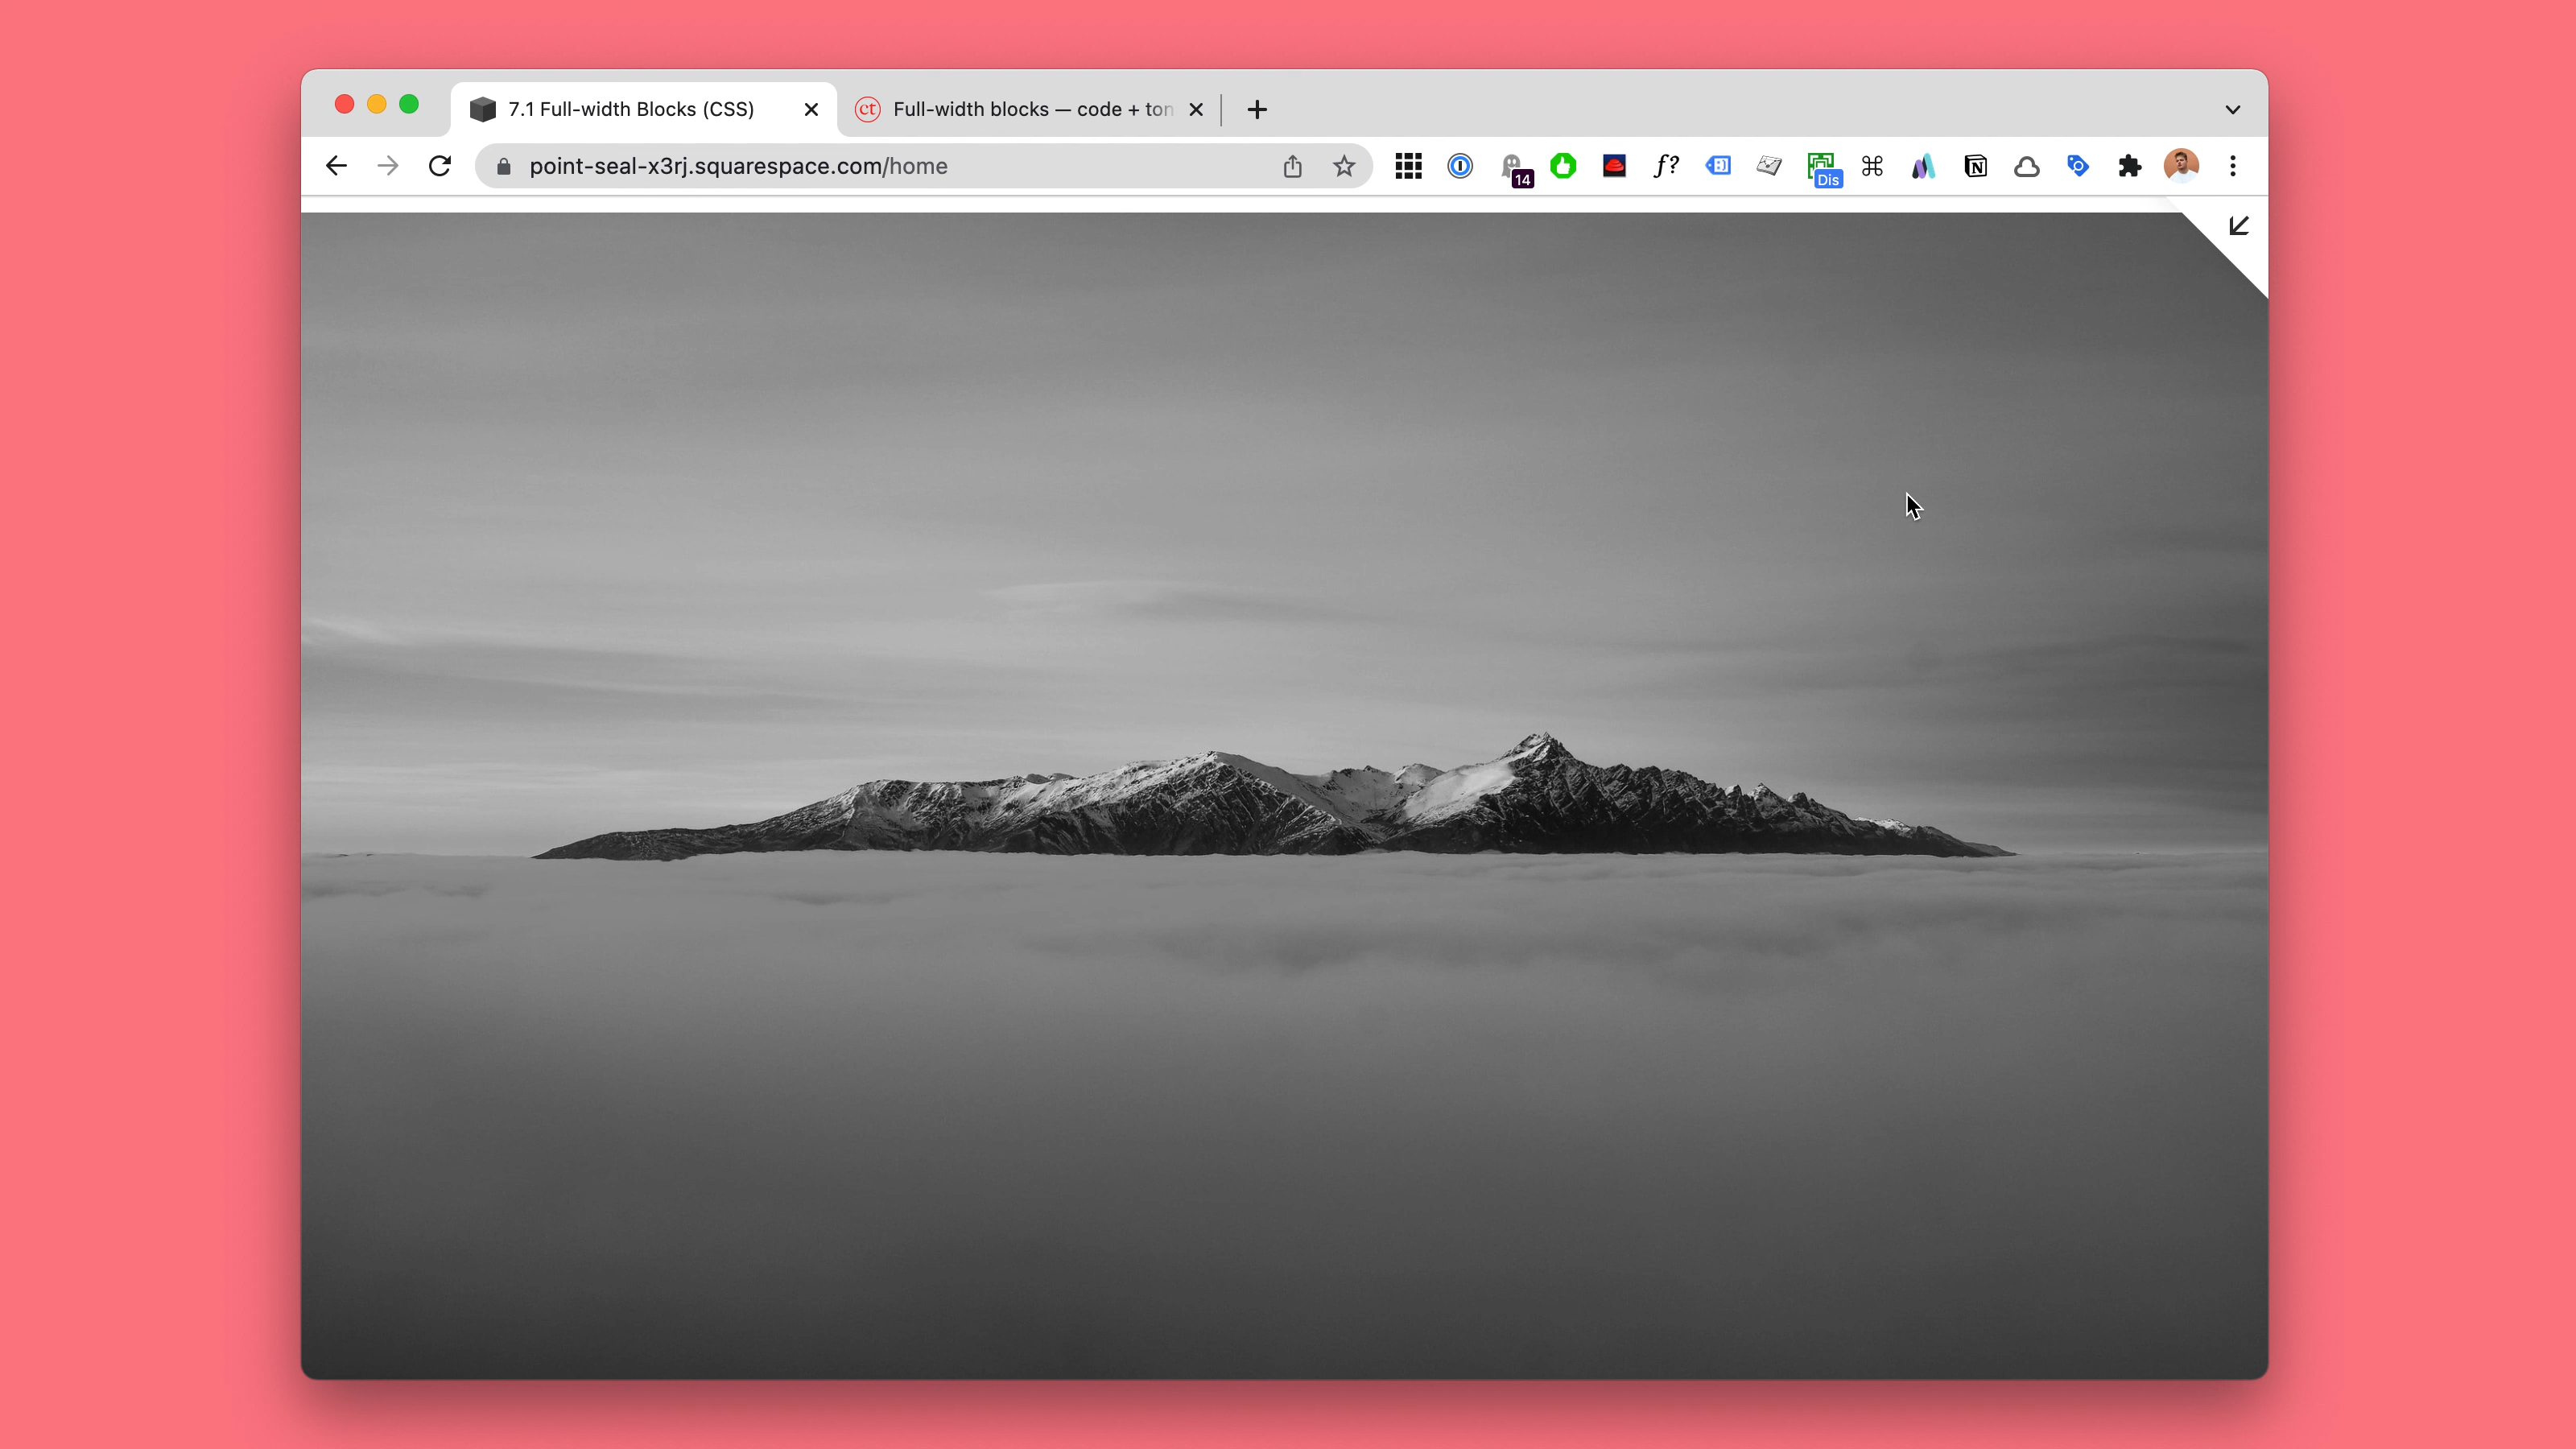 7.1 Full-width Blocks (CSS)
ct Full-width blocks — code + ton
point-seal-x3rj.squarespace.com/home
14
f?
Dis
N